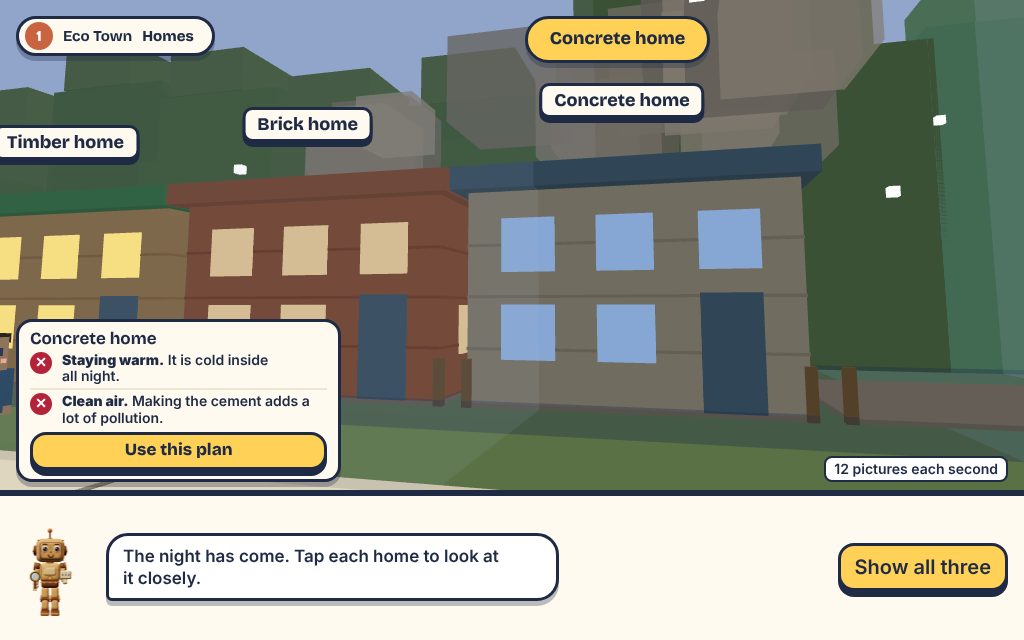 1 Eco Town Homes
Concrete home
Concrete home
Brick home
Timber home
Concrete home
Staying warm. It is cold inside
all night.
Clean air. Making the cement adds a
lot of pollution.
Use this plan
12 pictures each second
The night has come. Tap each home to look at
it closely.
Show all three